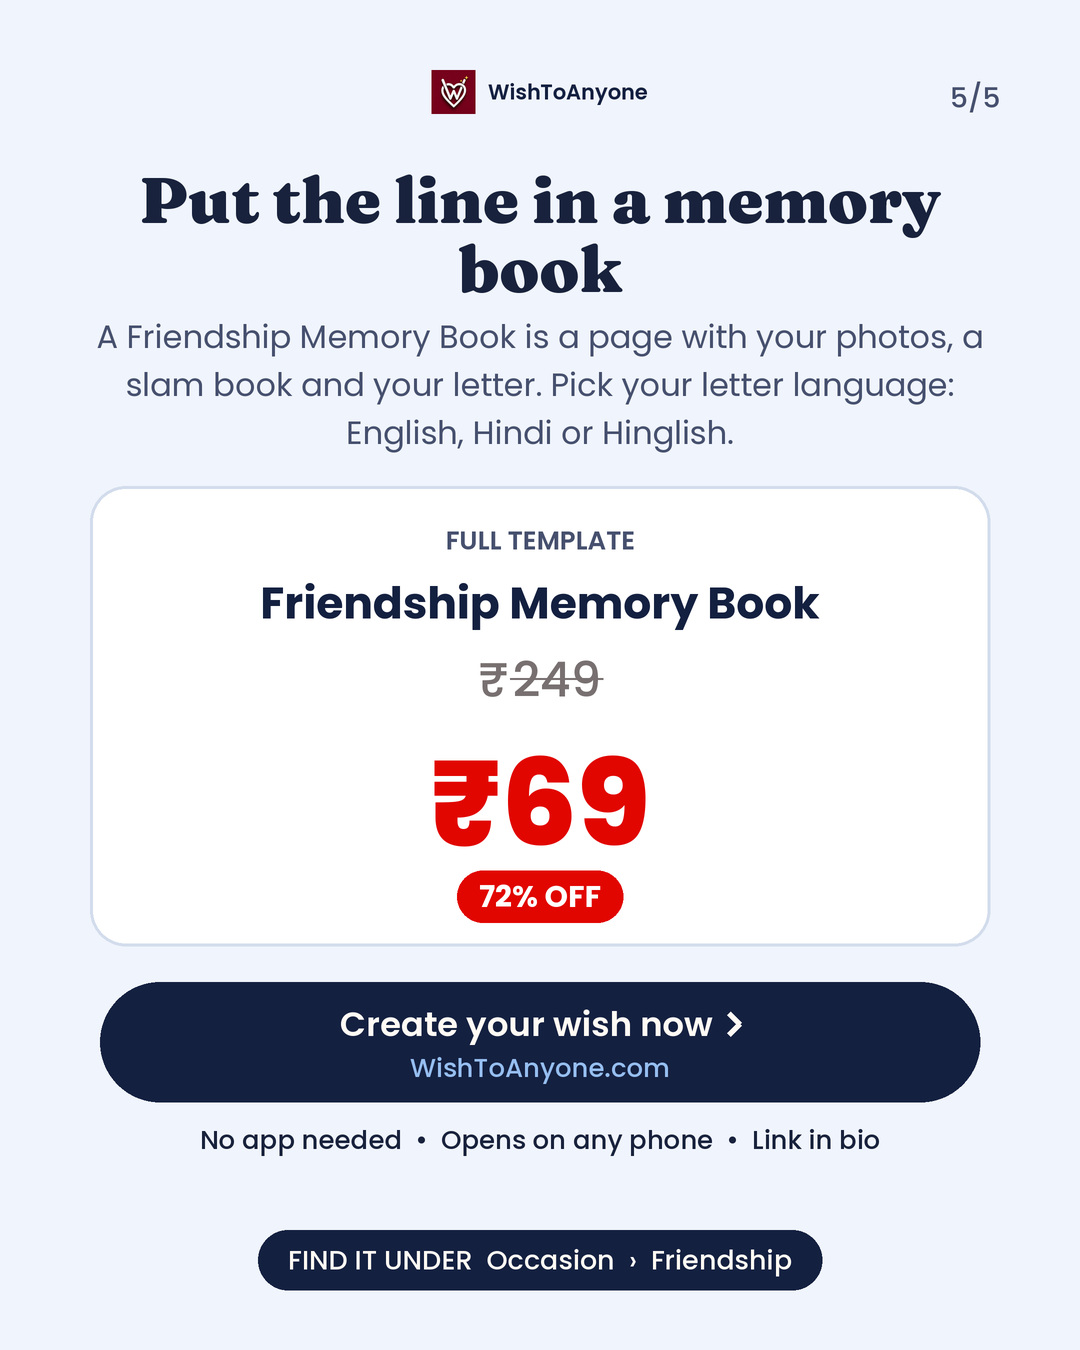 WishToAnyone
5/5
Put the line in a memory
book
A Friendship Memory Book is a page with your photos, a
slam book and your letter. Pick your letter language:
English, Hindi or Hinglish.
FULL TEMPLATE
Friendship Memory Book
₹249
₹69
72% OFF
Create your wish now ›
WishToAnyone.com
No app needed • Opens on any phone • Link in bio
FIND IT UNDER Occasion › Friendship